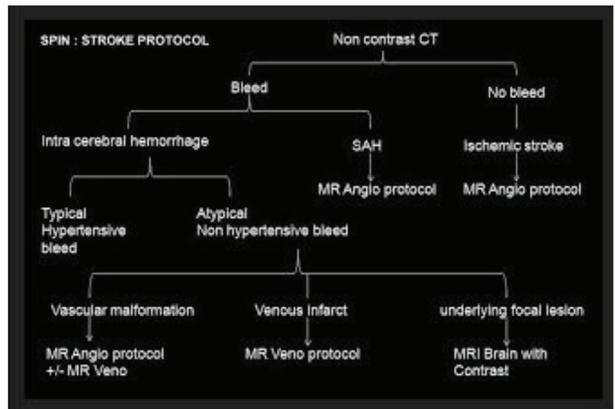 SPIN : STROKE PROTOCOL
Non contrast CT
Bleed
No bleed
Intra cerebral hemorrhage
SAH
Ischemic stroke
MR Angio protocol
MR Angio protocol
Typical
Hypertensive
bleed
Atypical
Non hypertensive bleed
Vascular malformation
Venous infarct
underlying focal lesion
MR Angio protocol
+/- MR Veno
MR Veno protocol
MRI Brain with
Contrast